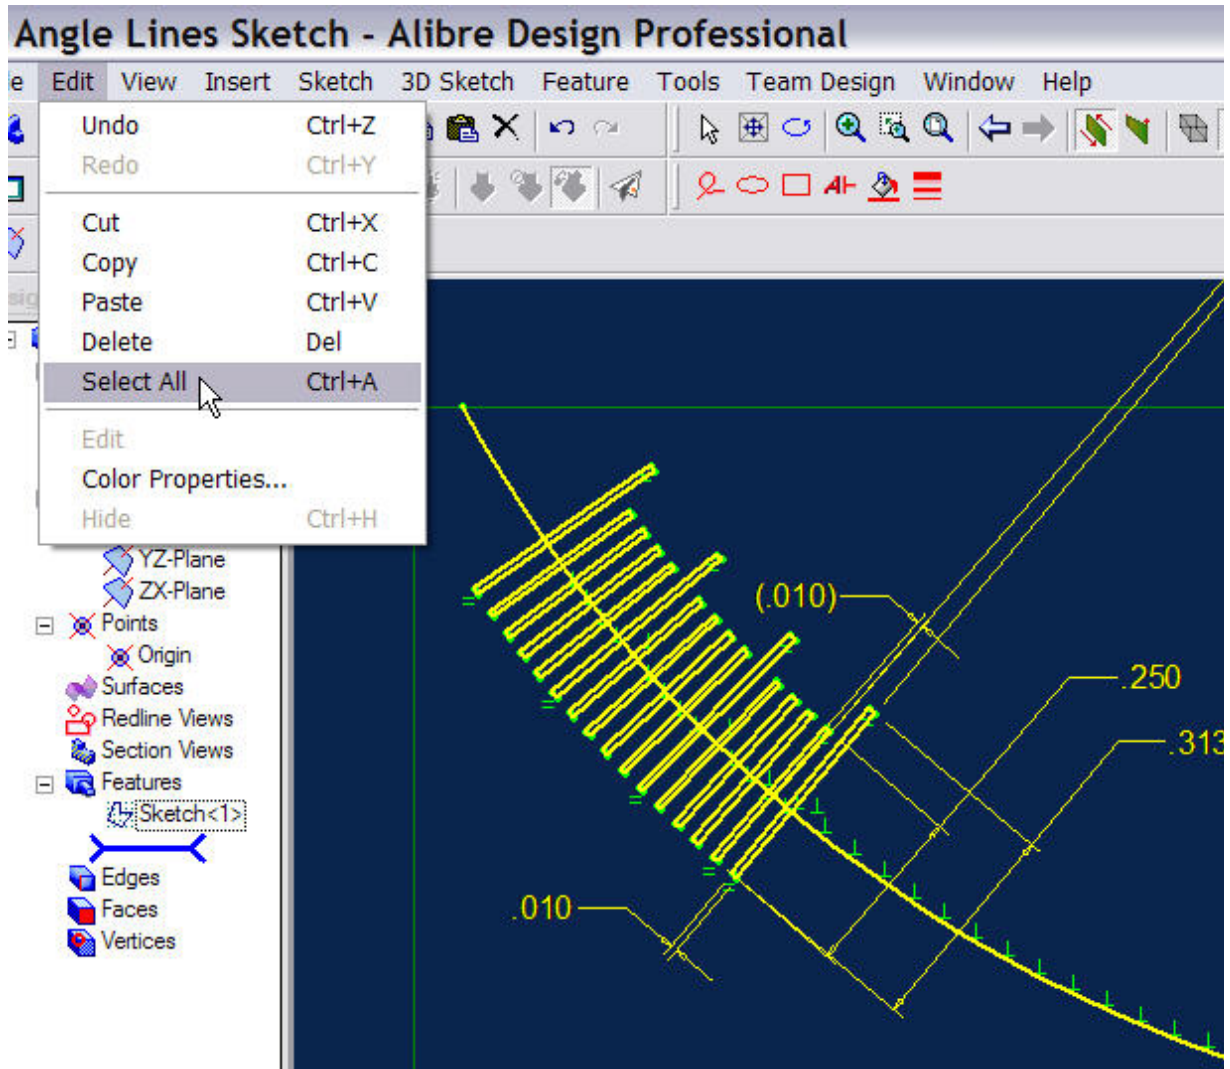 Angle Lines Sketch - Alibre Design Professional
Edit View Insert Sketch 3D Sketch Feature Tools Team Design Window Help
Undo Ctrl+Z
Redo Ctrl+Y
Cut Ctrl+X
Copy Ctrl+C
Paste Ctrl+V
Delete Del
Select All Ctrl+A
Edit
Color Properties...
Hide Ctrl+H
YZ-Plane
ZX-Plane
Points
Origin
Surfaces
Redline Views
Section Views
Features
Sketch<1>
Edges
Faces
Vertices
(.010)
.250
.313
.010